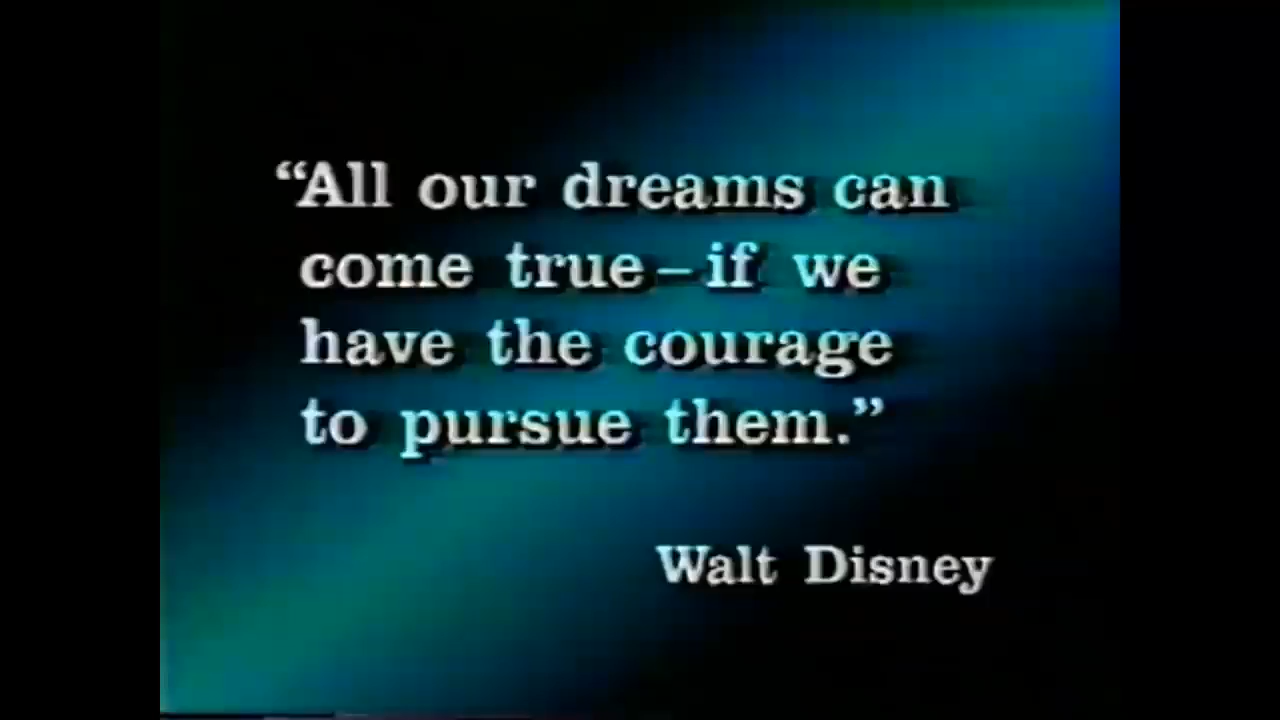 “All our dreams can
come true–if we
have the courage
to pursue them.”
Walt Disney